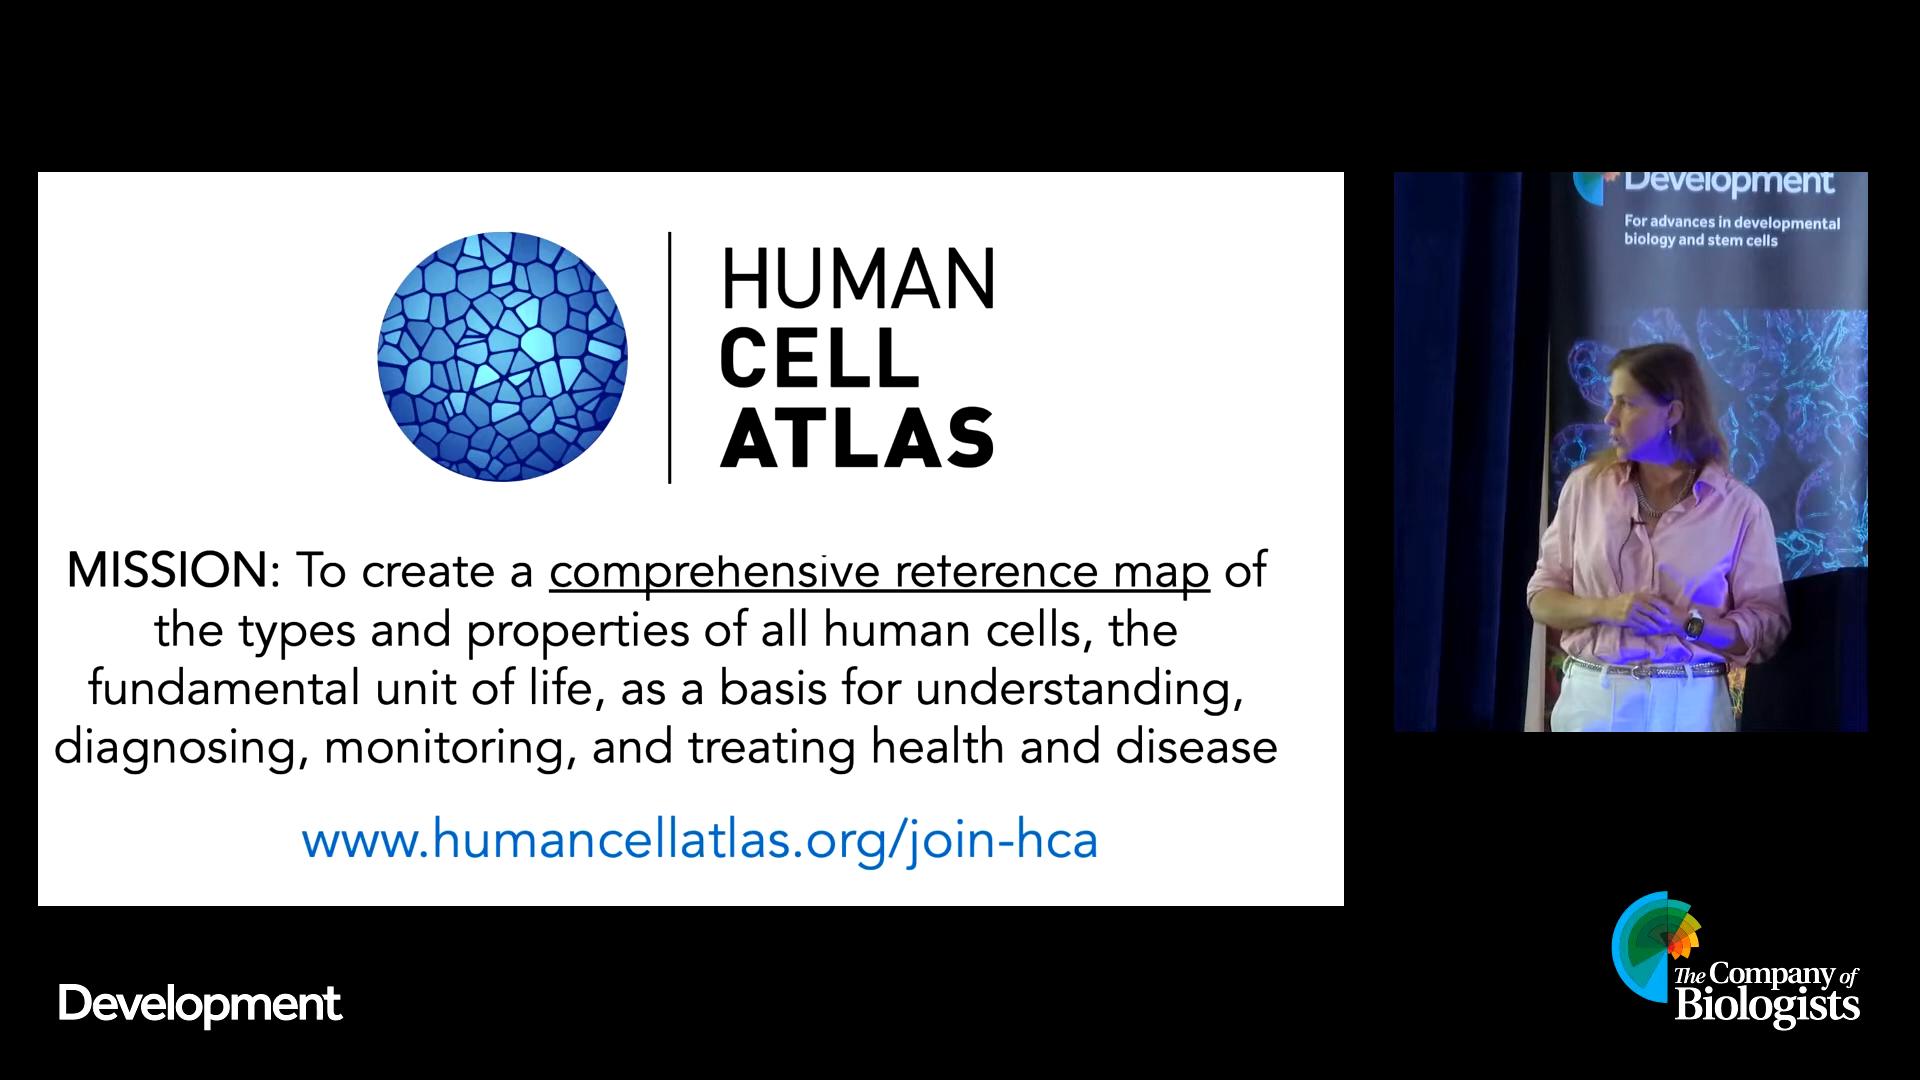 HUMAN
CELL
ATLAS
MISSION: To create a comprehensive reference map of
the types and properties of all human cells, the
fundamental unit of life, as a basis for understanding,
diagnosing, monitoring, and treating health and disease
www.humancellatlas.org/join-hca
Development
For advances in developmental
biology and stem cells
Development
The Company of
Biologists